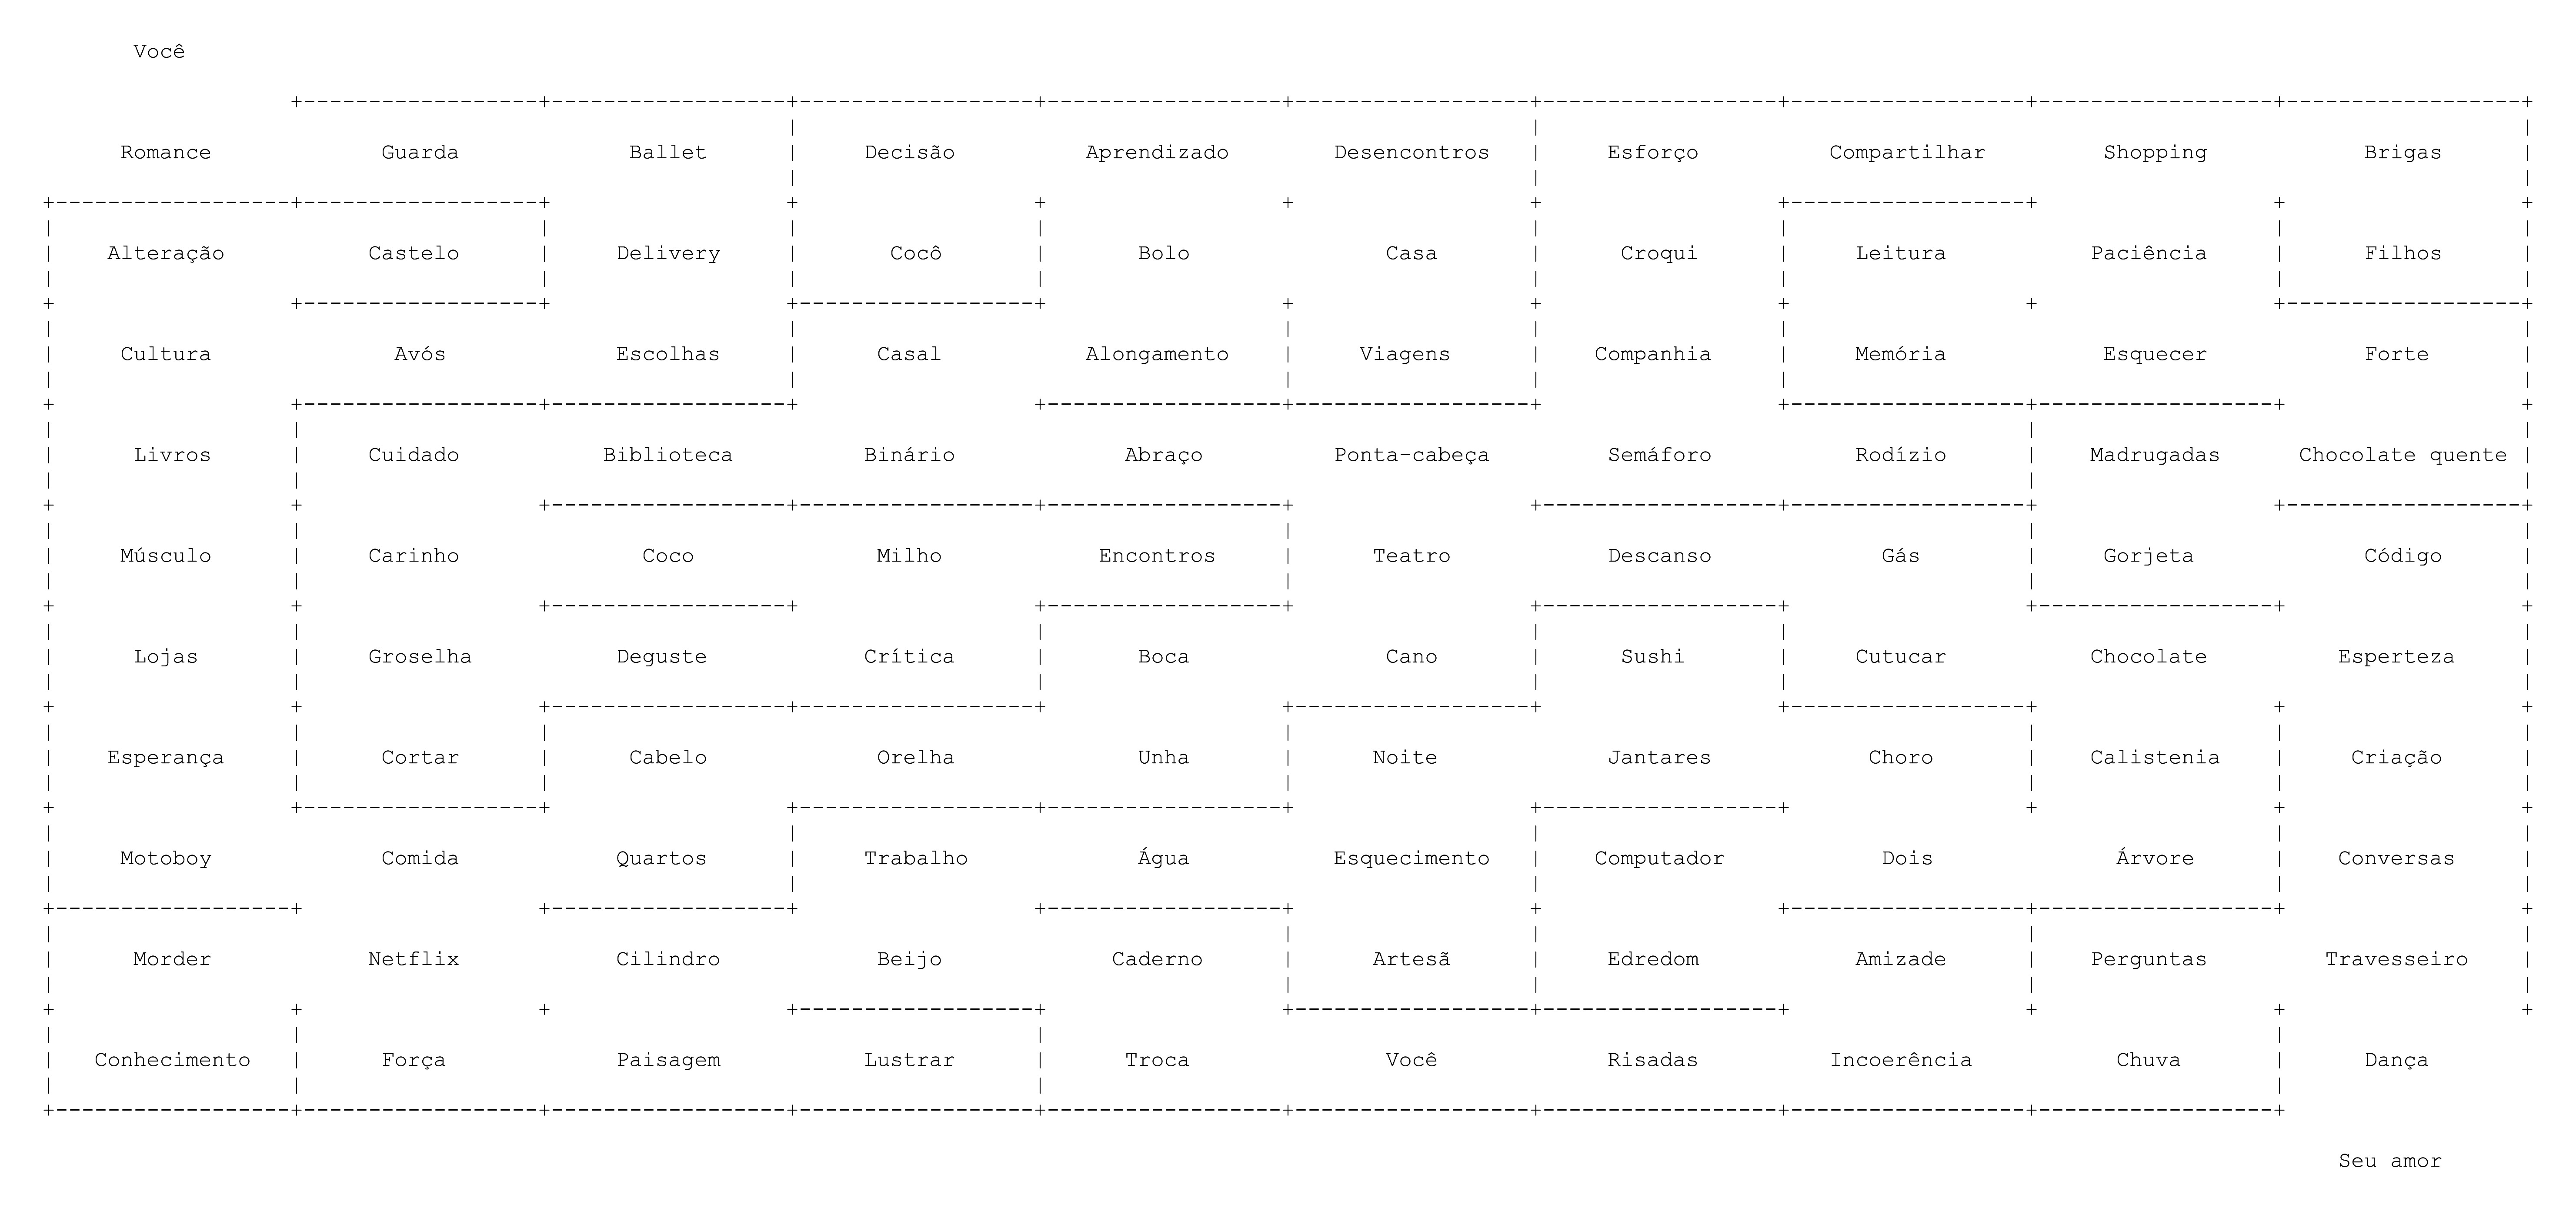 Você
Romance Guarda Ballet Decisão Aprendizado Desencontros Esforço Compartilhar Shopping Brigas
Alteração Castelo Delivery Cocô Bolo Casa Croqui Leitura Paciência Filhos
Cultura Avós Escolhas Casal Alongamento Viagens Companhia Memória Esquecer Forte
Livros Cuidado Biblioteca Binário Abraço Ponta-cabeça Semáforo Rodízio Madrugadas Chocolate quente
Músculo Carinho Coco Milho Encontros Teatro Descanso Gás Gorjeta Código
Lojas Groselha Deguste Crítica Boca Cano Sushi Cutucar Chocolate Esperteza
Esperança Cortar Cabelo Orelha Unha Noite Jantares Choro Calistenia Criação
Motoboy Comida Quartos Trabalho Água Esquecimento Computador Dois Árvore Conversas
Morder Netflix Cilindro Beijo Caderno Artesã Edredom Amizade Perguntas Travesseiro
Conhecimento Força Paisagem Lustrar Troca Você Risadas Incoerência Chuva Dança
Seu amor